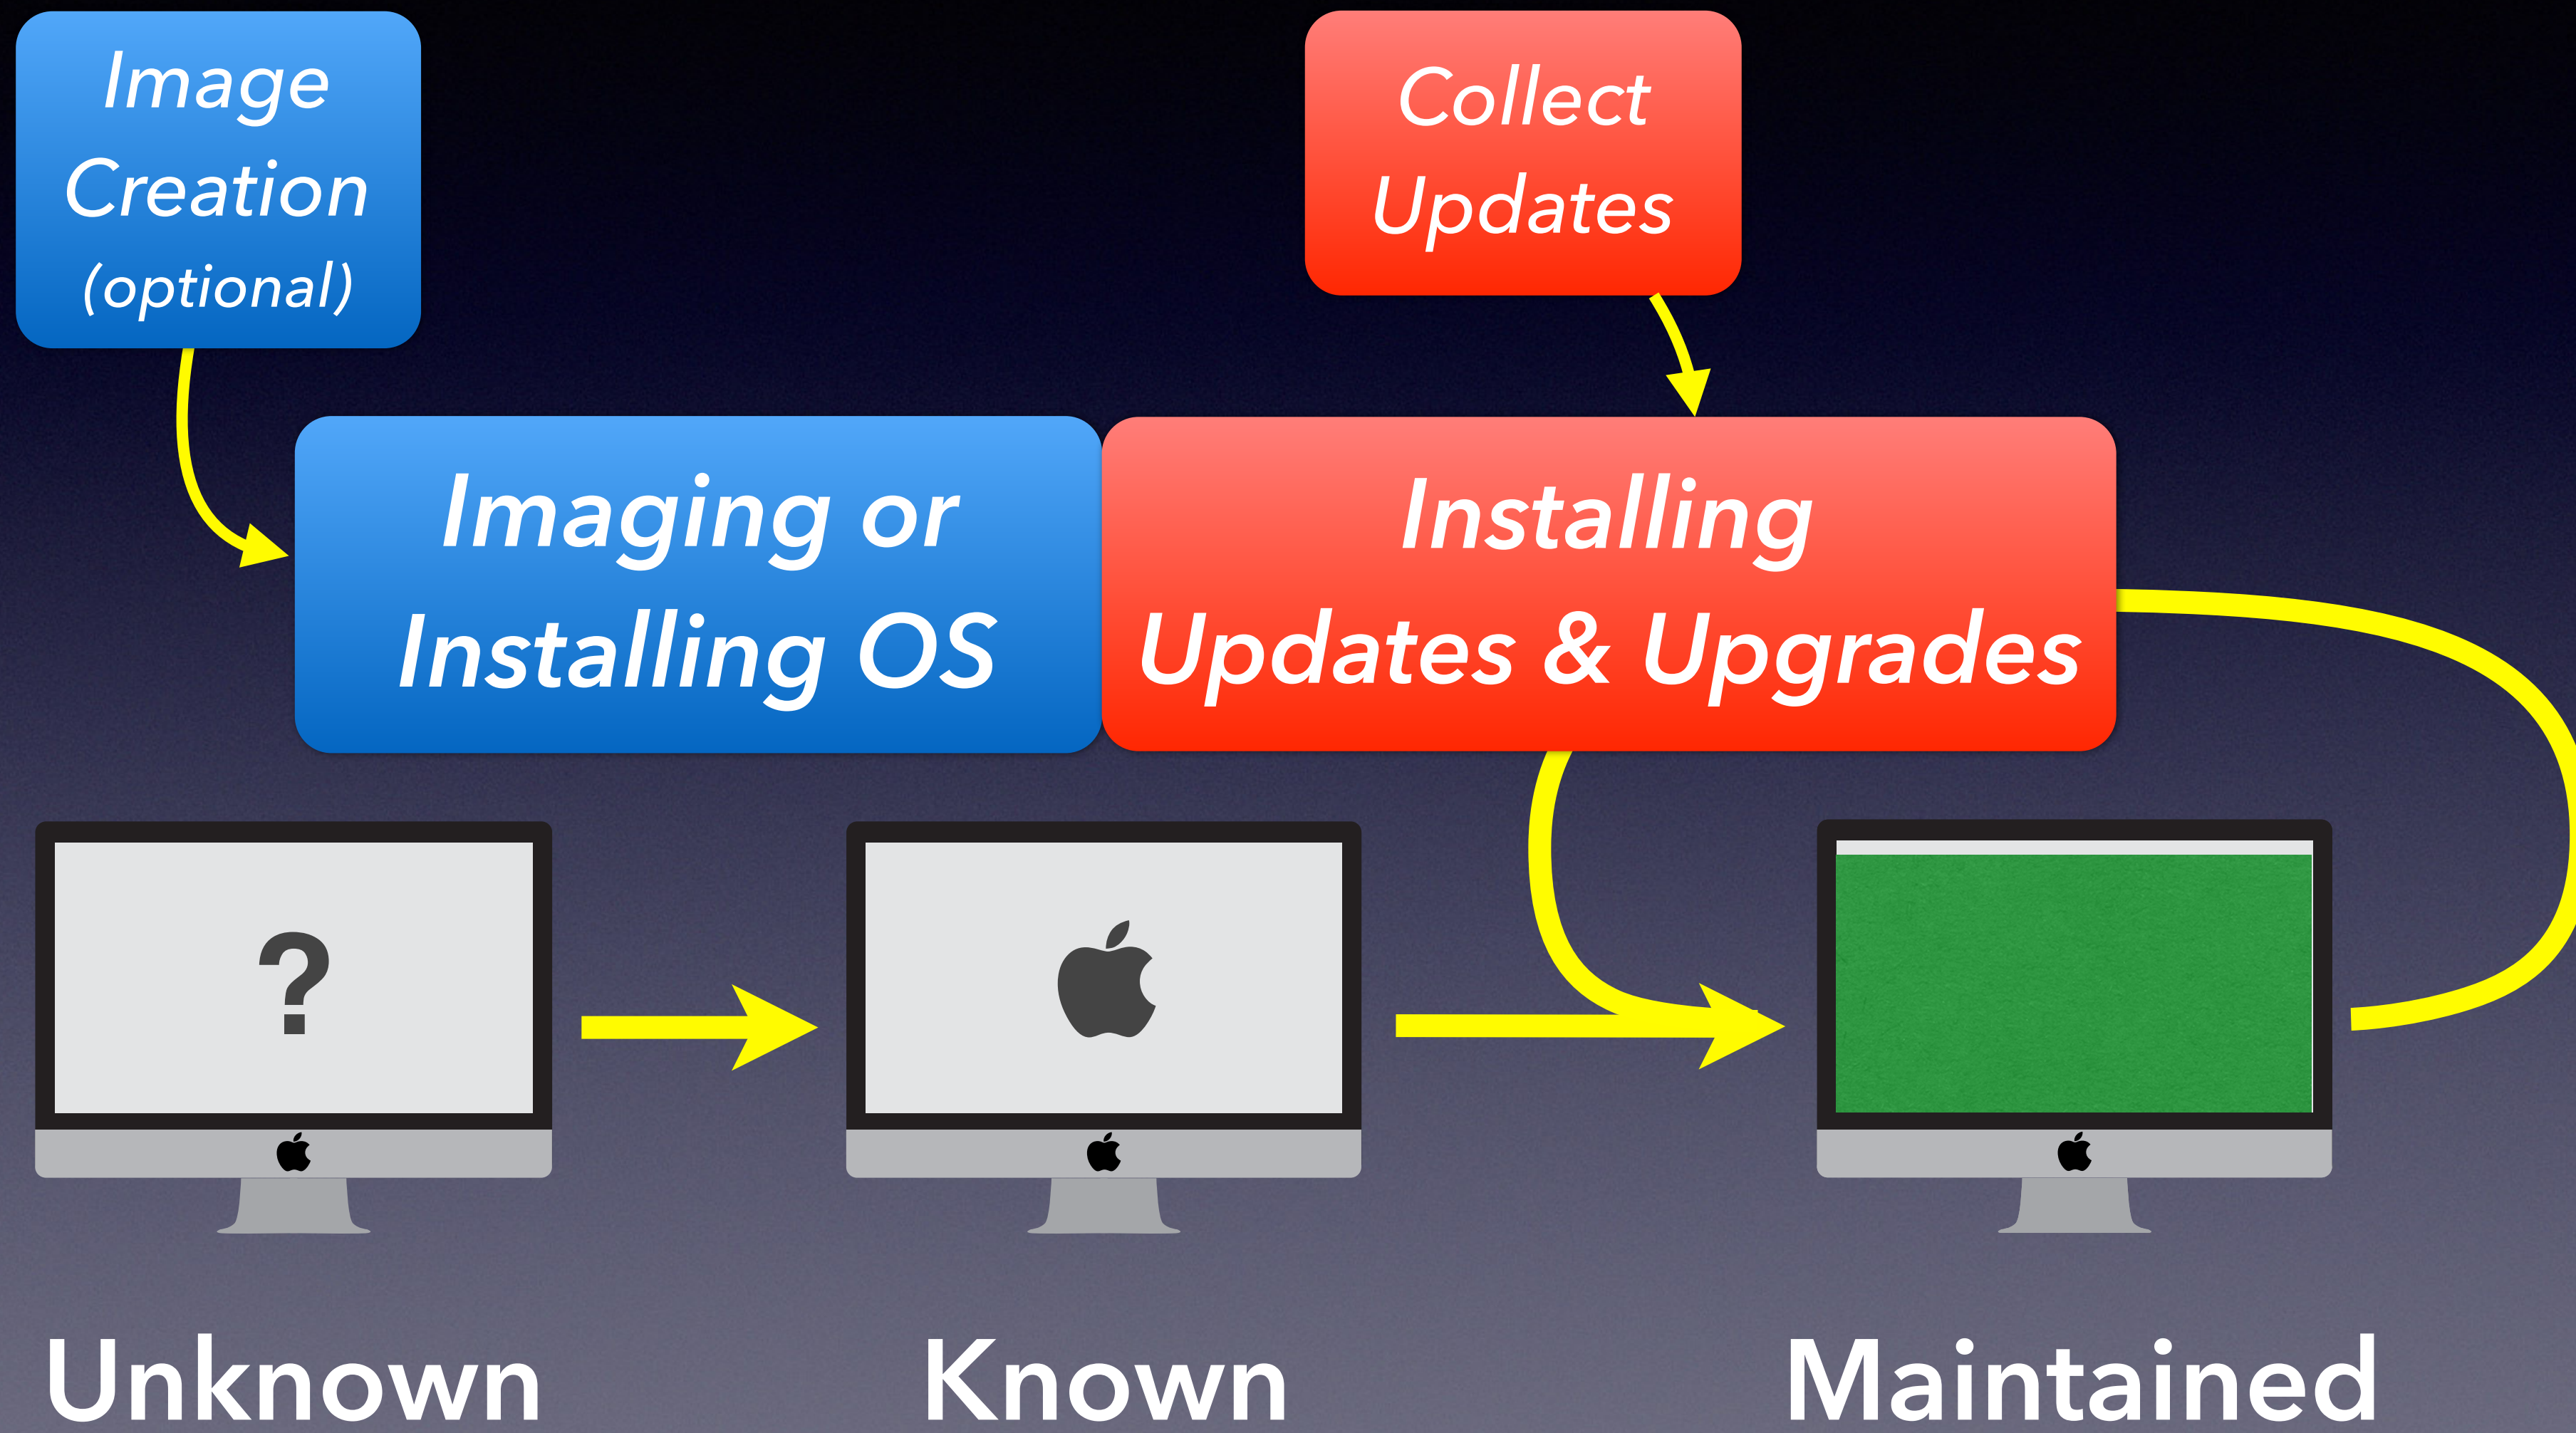 Image
Creation
(optional)
Collect
Updates
Imaging or
Installing OS
Installing
Updates & Upgrades
?
Unknown
Known
Maintained